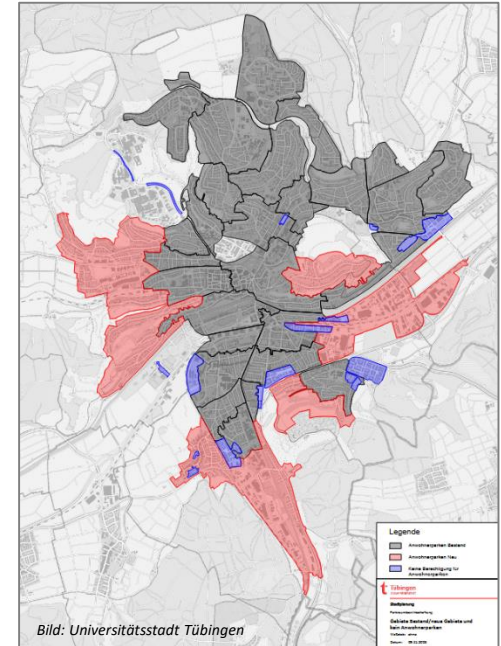 Legende
Anwohnerparken Bestand
Anwohnerparken Neu
Keine Berechtigung für
Anwohnerparken
Tübingen
Universitätsstadt
Stadtplanung
Gebiete Bestand/neue Gebiete und
kein Anwohnerparken
Bild: Universitätsstadt Tübingen